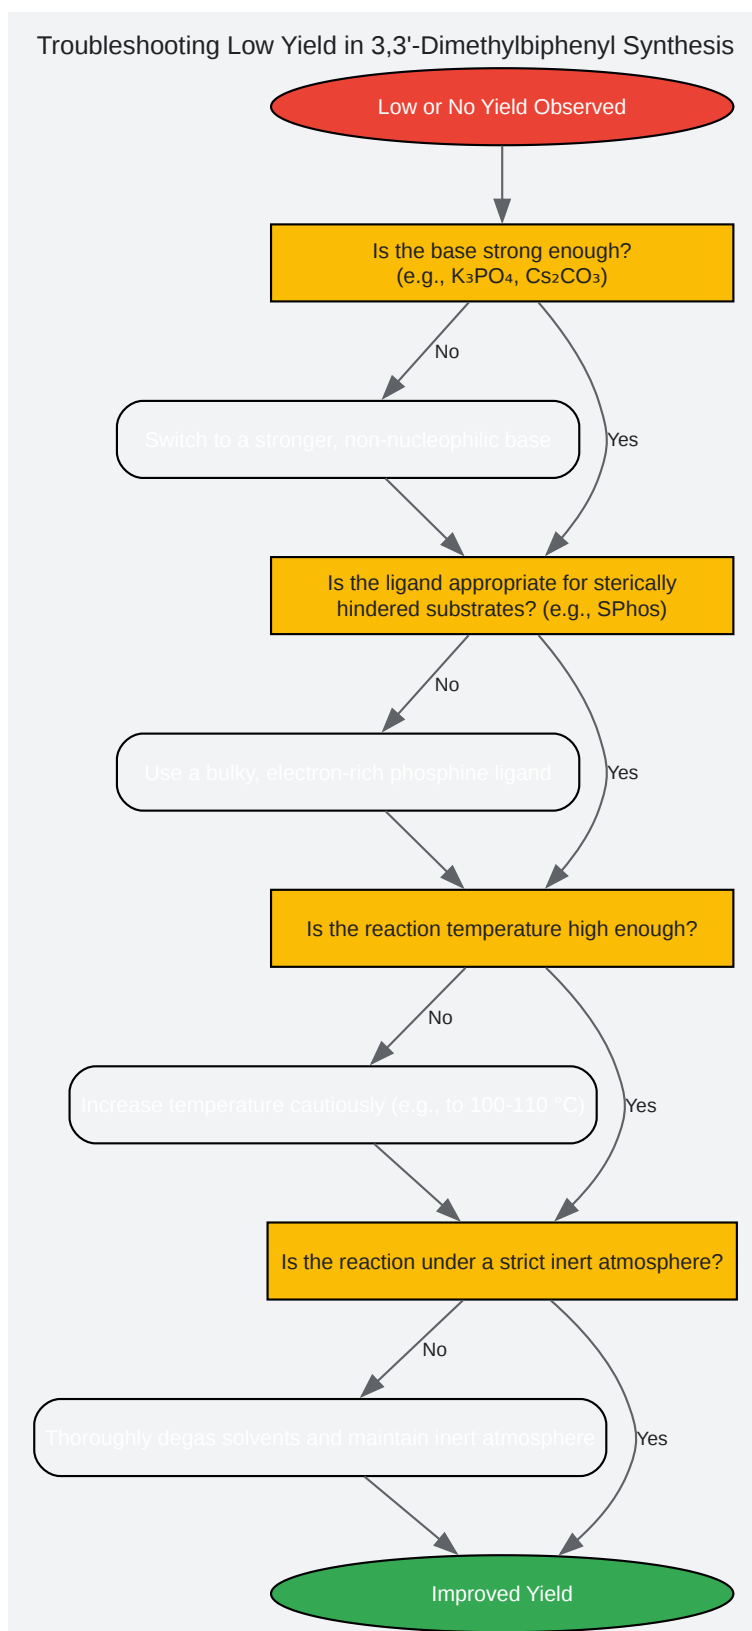 Troubleshooting Low Yield in 3,3'-Dimethylbiphenyl Synthesis
Low or No Yield Observed
Is the base strong enough?
(e.g., K₃PO₄, Cs₂CO₃)
No
Switch to a stronger, non-nucleophilic base
Yes
Is the ligand appropriate for sterically
hindered substrates? (e.g., SPhos)
No
Use a bulky, electron-rich phosphine ligand
Yes
Is the reaction temperature high enough?
No
Increase temperature cautiously (e.g., to 100-110 °C)
Yes
Is the reaction under a strict inert atmosphere?
No
Thoroughly degas solvents and maintain inert atmosphere
Yes
Improved Yield